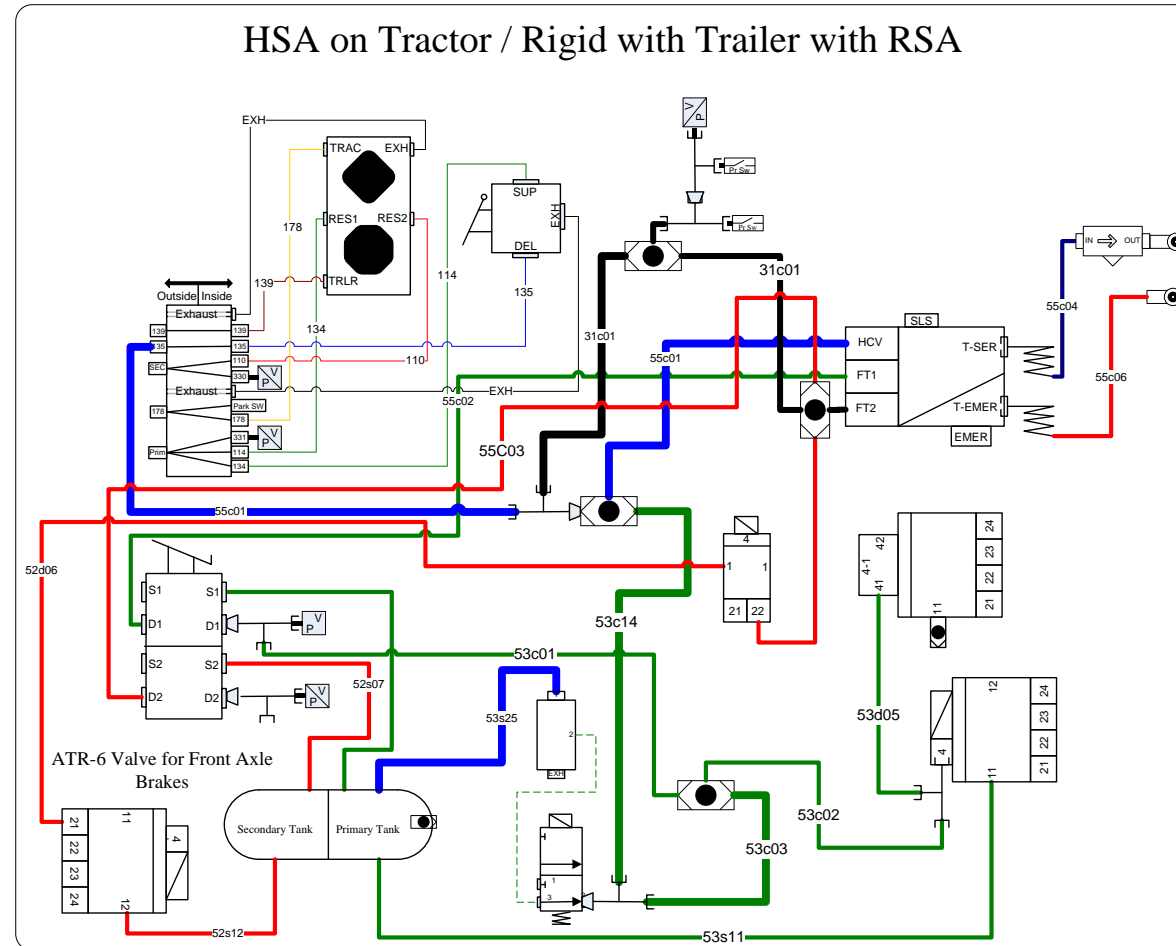 HSA on Tractor / Rigid with Trailer with RSA
EXH
TRAC
EXH
RES1
RES2
TRLR
178
139
134
110
Outside
Inside
Exhaust
139
139
135
135
SEC
110
330
V
P
Exhaust
EXH
178
Park SW
178
331
V
P
Prim
114
134
SUP
EXH
DEL
114
135
V
P
Pr Sw
Pr Sw
31c01
31c01
55c01
55c02
55C03
55c01
SLS
HCV
FT1
FT2
T-SER
T-EMER
EMER
IN
OUT
55c04
55c06
52d06
S1
S1
D1
D1
V
P
S2
S2
D2
D2
V
P
53c01
52s07
53s25
53c14
4
1
1
21
22
42
4-1
41
11
24
23
22
21
53d05
12
4
11
24
23
22
21
2
EXH
ATR-6 Valve for Front Axle
Brakes
Secondary Tank
Primary Tank
21
22
23
24
11
12
4
52s12
1
3
53c02
53c03
53s11